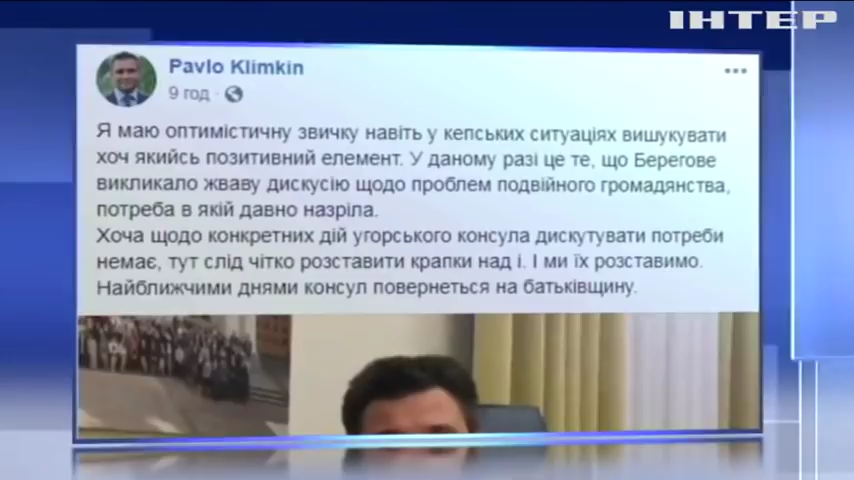 ІНТЕР
Pavlo Klimkin
9 год ·
Я маю оптимістичну звичку навіть у кепських ситуаціях вишукувати
хоч якийсь позитивний елемент. У даному разі це те, що Берегове
викликало жваву дискусію щодо проблем подвійного громадянства,
потреба в якій давно назріла.
Хоча щодо конкретних дій угорського консула дискутувати потреби
немає, тут слід чітко розставити крапки над і. І ми їх розставимо.
Найближчими днями консул повернеться на батьківщину.